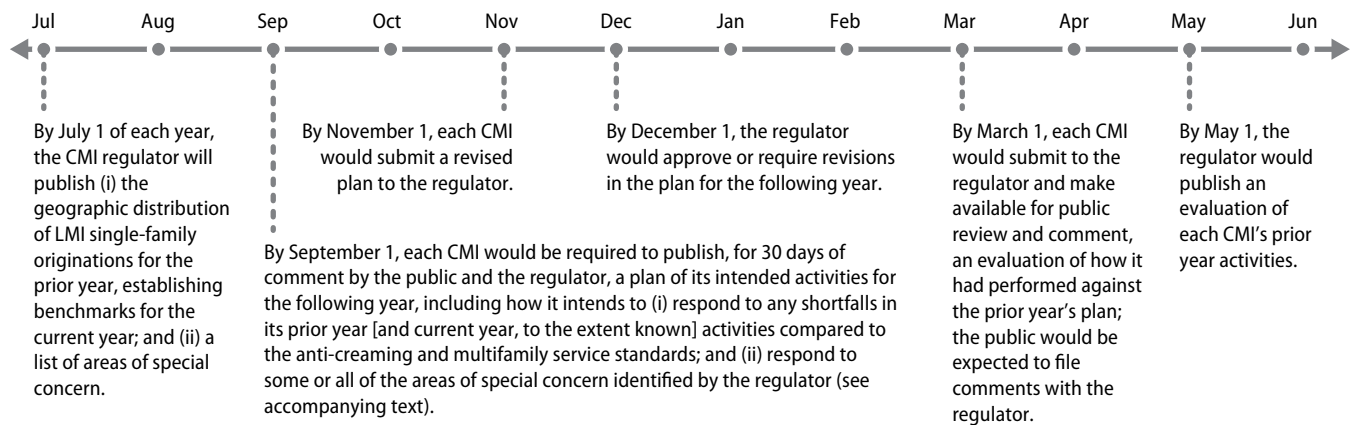 Jul Aug Sep Oct Nov Dec Jan Feb Mar Apr May Jun
By July 1 of each year,
the CMI regulator will
publish (i) the
geographic distribution
of LMI single-family
originations for the
prior year, establishing
benchmarks for the
current year; and (ii) a
list of areas of special
concern.
By September 1, each CMI would be required to publish, for 30 days of
comment by the public and the regulator, a plan of its intended activities for
the following year, including how it intends to (i) respond to any shortfalls in
its prior year [and current year, to the extent known] activities compared to
the anti-creaming and multifamily service standards; and (ii) respond to
some or all of the areas of special concern identified by the regulator (see
accompanying text).
By November 1, each CMI
would submit a revised
plan to the regulator.
By December 1, the regulator
would approve or require revisions
in the plan for the following year.
By March 1, each CMI
would submit to the
regulator and make
available for public
review and comment,
an evaluation of how it
had performed against
the prior year's plan;
the public would be
expected to file
comments with the
regulator.
By May 1, the
regulator would
publish an
evaluation of
each CMI's prior
year activities.